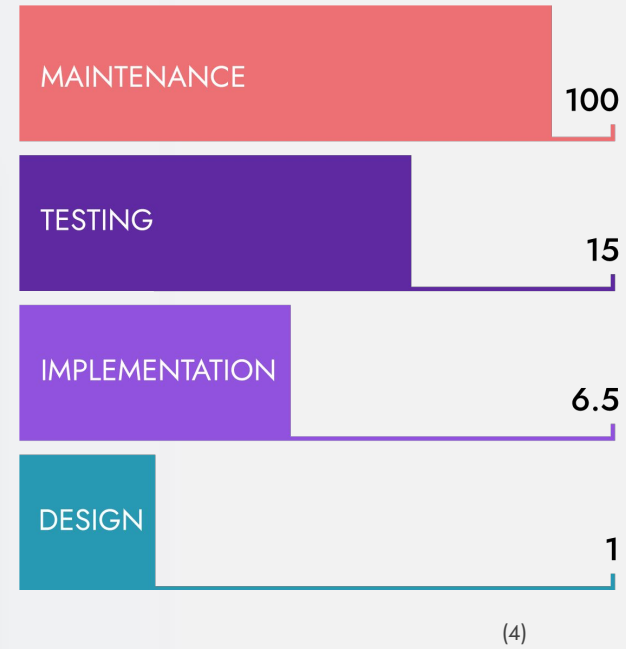 MAINTENANCE
100
TESTING
15
IMPLEMENTATION
6.5
DESIGN
1
(4)